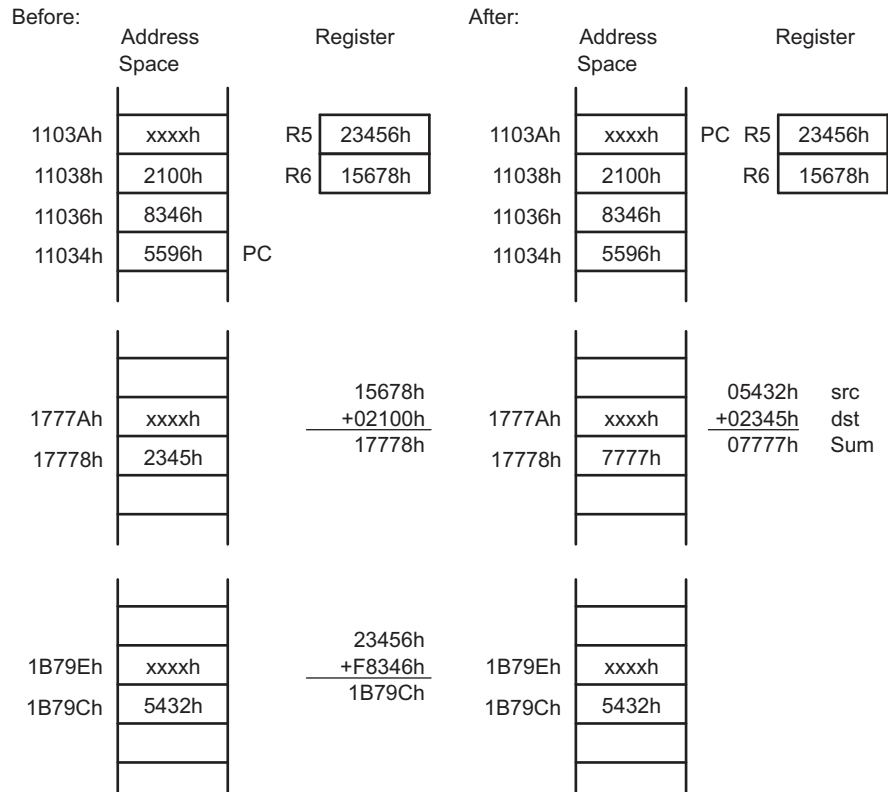 Before:
Address Space
Register
1103Ah xxxxh R5 23456h
11038h 2100h R6 15678h
11036h 8346h
11034h 5596h PC
15678h
1777Ah xxxxh +02100h
17778h 2345h 17778h
23456h
1B79Eh xxxxh +F8346h
1B79Ch 5432h 1B79Ch
After:
Address Space
Register
1103Ah xxxxh PC R5 23456h
11038h 2100h R6 15678h
11036h 8346h
11034h 5596h
05432h src
1777Ah xxxxh +02345h dst
17778h 7777h 07777h Sum
1B79Eh xxxxh
1B79Ch 5432h